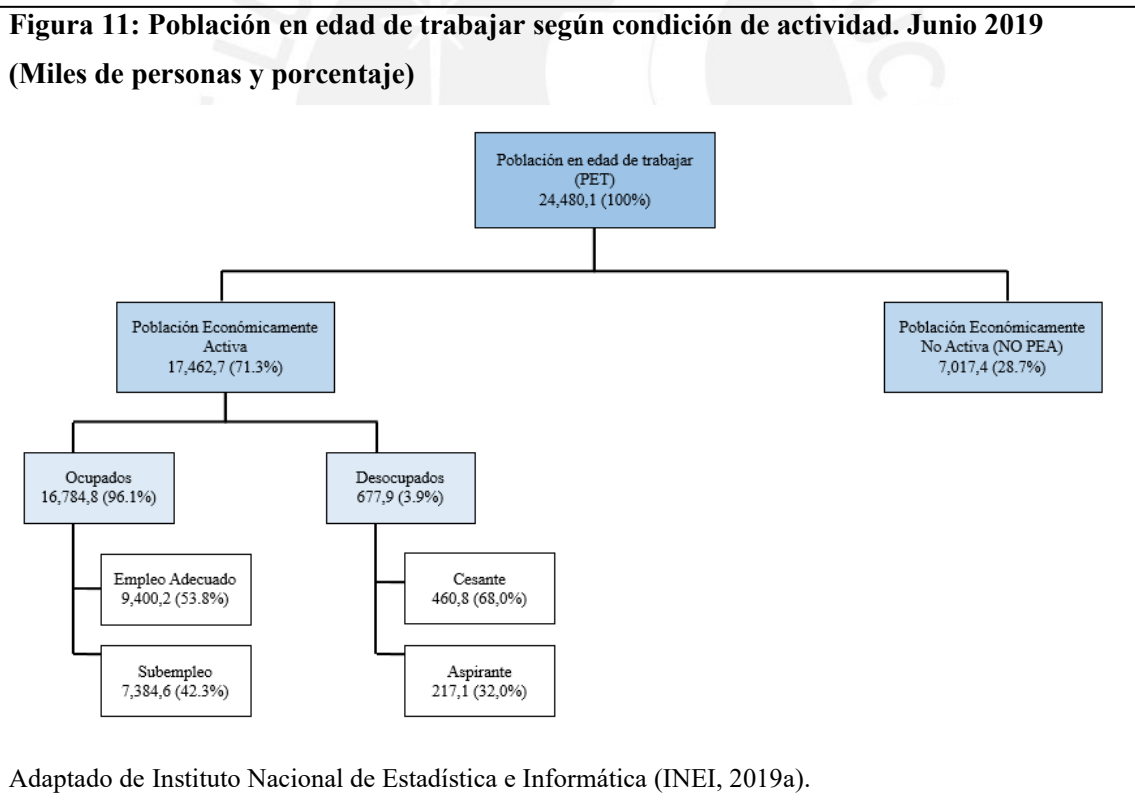 Figura 11: Población en edad de trabajar según condición de actividad. Junio 2019
(Miles de personas y porcentaje)
Población en edad de trabajar
(PET)
24,480,1 (100%)
Población Económicamente
Activa
17,462,7 (71.3%)
Población Económicamente
No Activa (NO PEA)
7,017,4 (28.7%)
Ocupados
16,784,8 (96.1%)
Desocupados
677,9 (3.9%)
Empleo Adecuado
9,400,2 (53.8%)
Cesante
460,8 (68,0%)
Subempleo
7,384,6 (42.3%)
Aspirante
217,1 (32,0%)
Adaptado de Instituto Nacional de Estadística e Informática (INEI, 2019a).